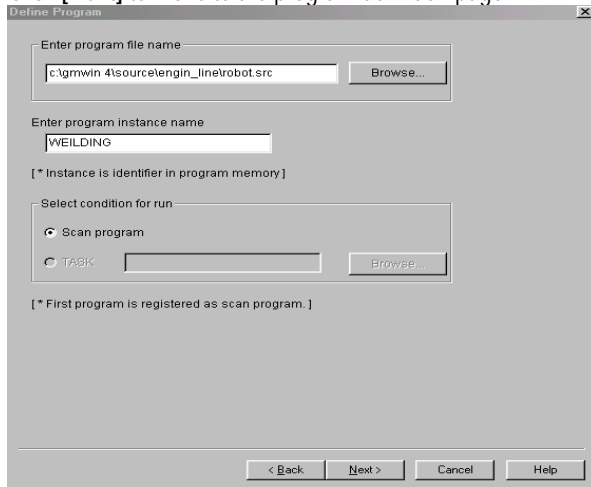 Define Program
Enter program file name
c:\gmwin 4\source\engin_line\robot.src
Browse...
Enter program instance name
WEILDING
[ * Instance is identifier in program memory ]
Select condition for run
Scan program
TASK
Browse...
[ * First program is registered as scan program. ]
< Back
Next >
Cancel
Help